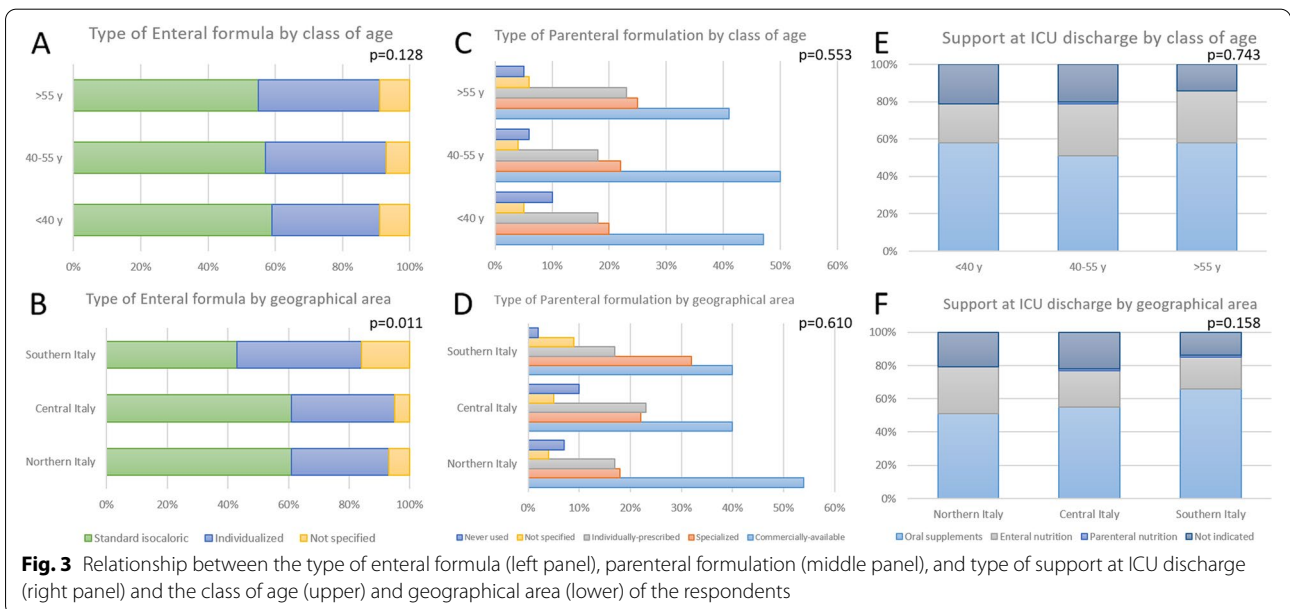 A
Type of Enteral formula by class of age
p=0.128
>55 y
40-55 y
<40 y
0% 20% 40% 60% 80% 100%
B
Type of Enteral formula by geographical area
p=0.011
Southern Italy
Central Italy
Northern Italy
0% 20% 40% 60% 80% 100%
Standard isocaloric Individualized Not specified
C
Type of Parenteral formulation by class of age
p=0.553
>55 y
40-55 y
<40 y
0% 10% 20% 30% 40% 50% 60%
D
Type of Parenteral formulation by geographical area
p=0.610
Southern Italy
Central Italy
Northern Italy
0% 10% 20% 30% 40% 50% 60%
Never used Not specified Individually-prescribed Specialized Commercially-available
E
Support at ICU discharge by class of age
p=0.743
100%
80%
60%
40%
20%
0%
<40 y 40-55 y >55 y
F
Support at ICU discharge by geographical area
p=0.158
100%
80%
60%
40%
20%
0%
Northern Italy Central Italy Southern Italy
Oral supplements Enteral nutrition Parenteral nutrition Not indicated
Fig. 3 Relationship between the type of enteral formula (left panel), parenteral formulation (middle panel), and type of support at ICU discharge
(right panel) and the class of age (upper) and geographical area (lower) of the respondents